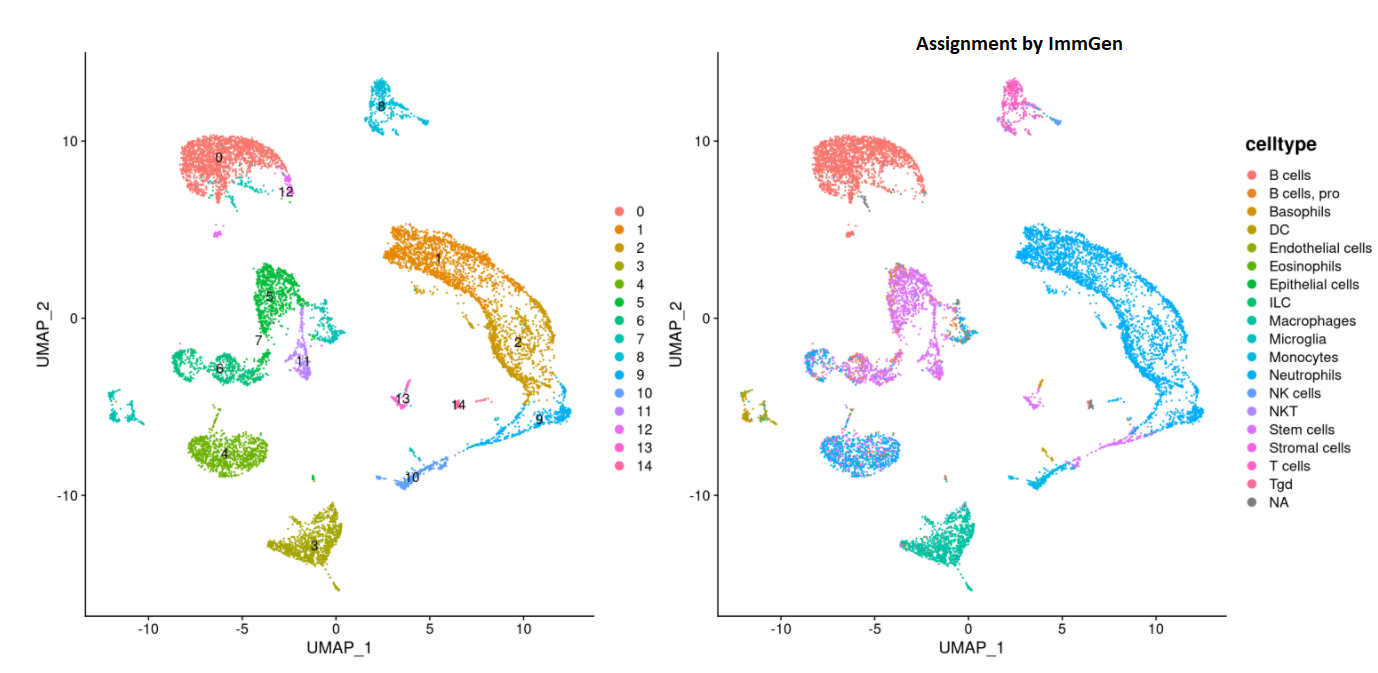 Assignment by ImmGen
10
0
-10
UMAP_2
-10
-5
0
5
10
UMAP_1
0
1
2
3
4
5
6
7
8
9
10
11
12
13
14
0
1
2
3
4
5
6
7
8
9
10
11
12
13
14
10
0
-10
UMAP_2
-10
-5
0
5
10
UMAP_1
celltype
B cells
B cells, pro
Basophils
DC
Endothelial cells
Eosinophils
Epithelial cells
ILC
Macrophages
Microglia
Monocytes
Neutrophils
NK cells
NKT
Stem cells
Stromal cells
T cells
Tgd
NA